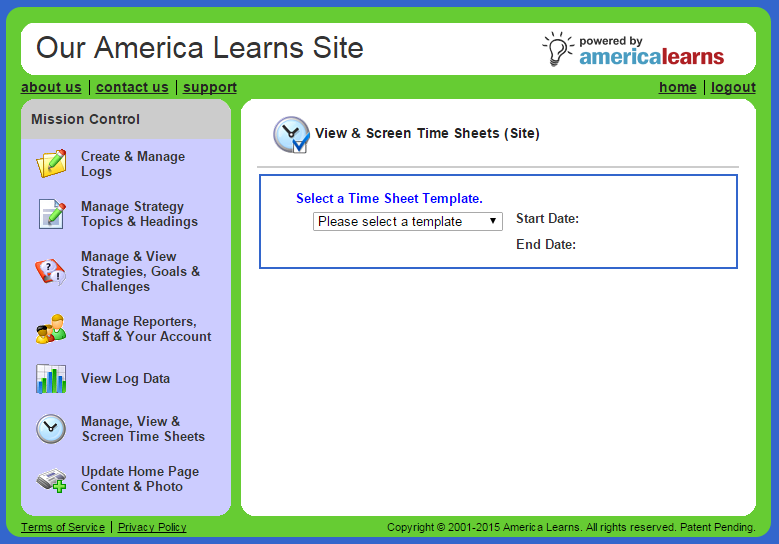 Our America Learns Site
powered by
americalearns
about us contact us support
home logout
Mission Control
Create & Manage
Logs
Manage Strategy
Topics & Headings
Manage & View
Strategies, Goals &
Challenges
Manage Reporters,
Staff & Your Account
View Log Data
Manage, View &
Screen Time Sheets
Update Home Page
Content & Photo
View & Screen Time Sheets (Site)
Select a Time Sheet Template.
Please select a template
Start Date:
End Date:
Terms of Service Privacy Policy
Copyright © 2001-2015 America Learns. All rights reserved. Patent Pending.